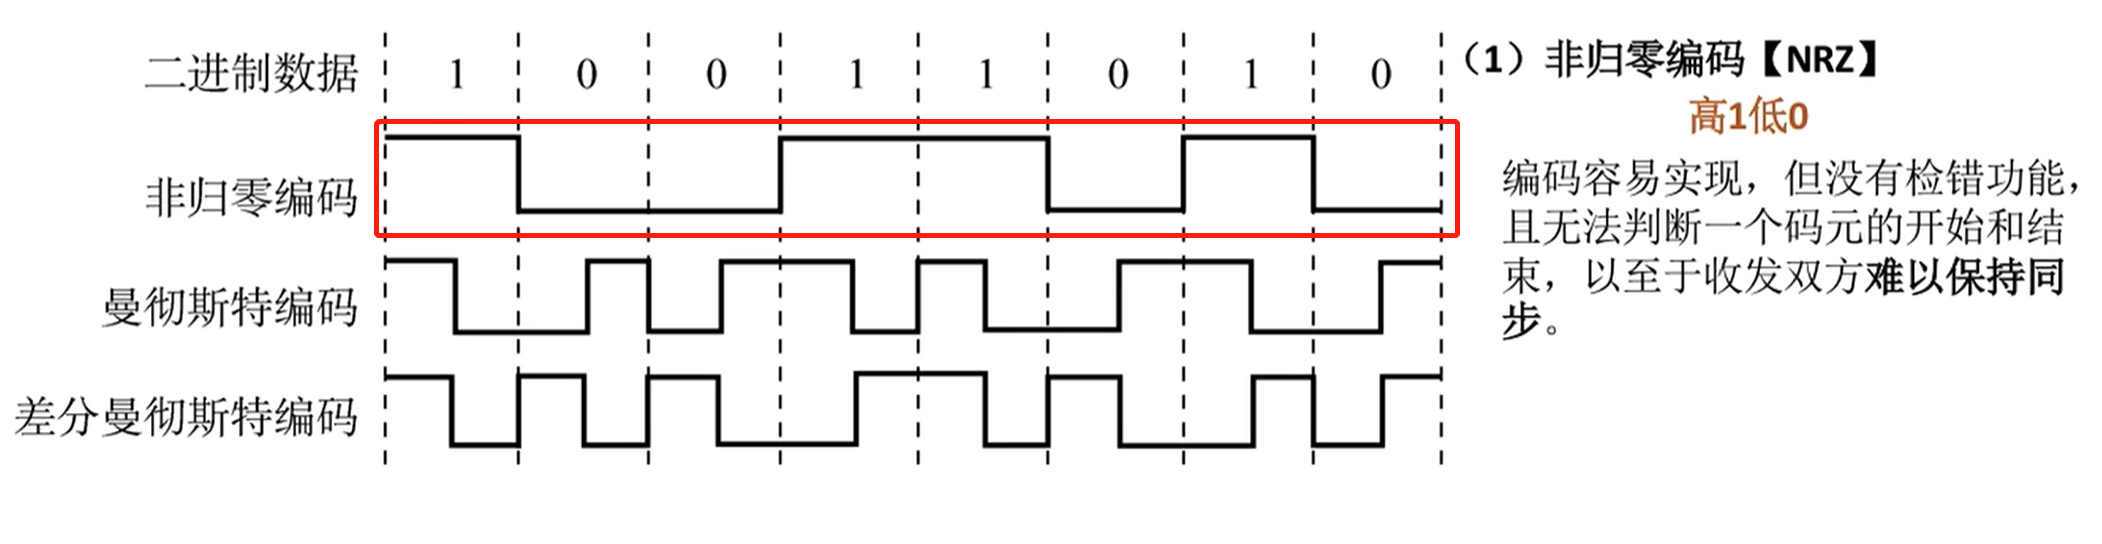 二进制数据 1 0 0 1 1 0 1 0
非归零编码
曼彻斯特编码
差分曼彻斯特编码
（1）非归零编码【NRZ】
高1低0
编码容易实现，但没有检错功能，
且无法判断一个码元的开始和结
束，以至于收发双方难以保持同
步。